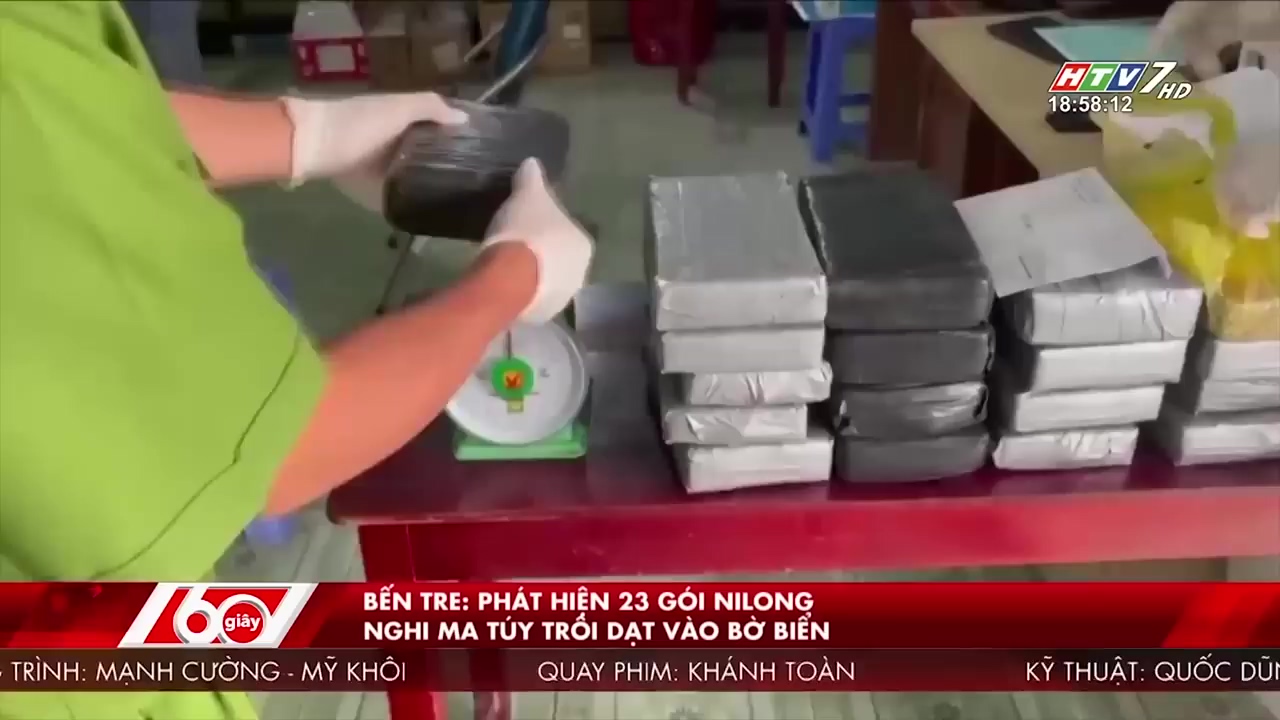 HTV7 HD
18:58:12
60 giây
BẾN TRE: PHÁT HIỆN 23 GÓI NILONG
NGHI MA TÚY TRÔI DẠT VÀO BỜ BIỂN
TRÌNH: MẠNH CƯỜNG - MỸ KHÔI QUAY PHIM: KHÁNH TOÀN KỸ THUẬT: QUỐC